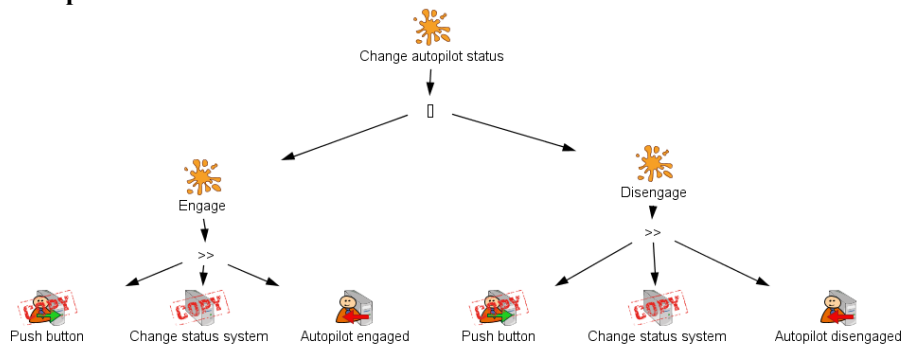 Change autopilot status
[]
Engage
Disengage
>>
>>
COPY
COPY
COPY
COPY
Push button
Change status system
Autopilot engaged
Push button
Change status system
Autopilot disengaged